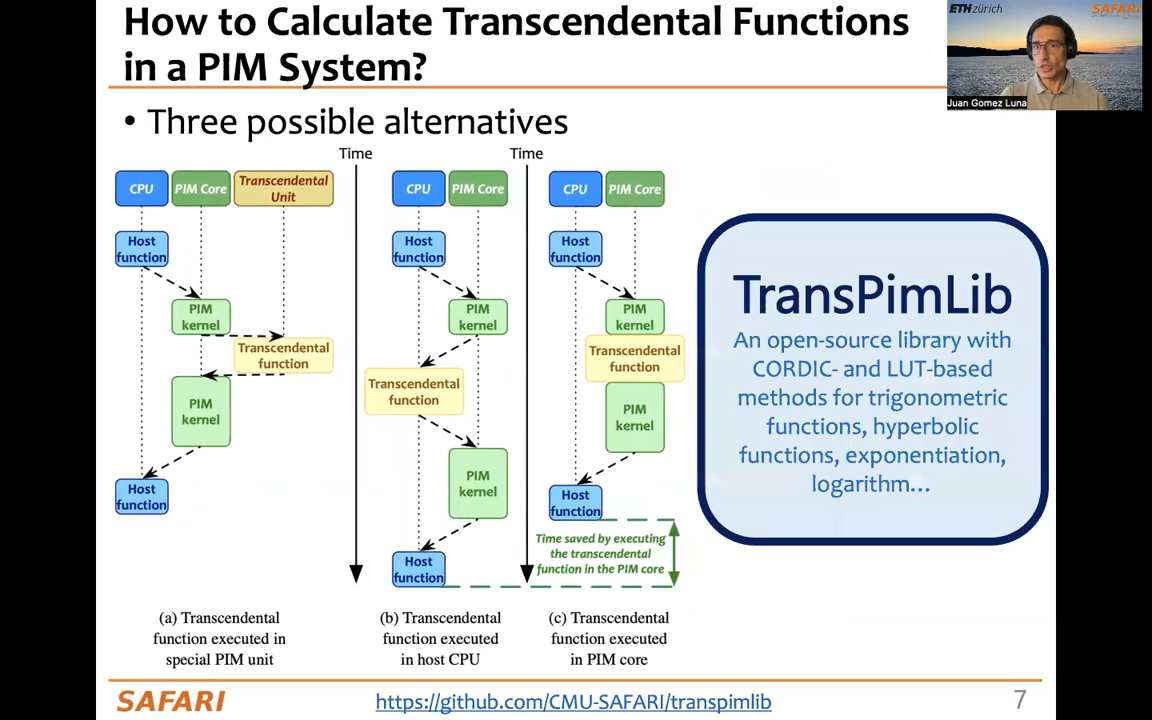 How to Calculate Transcendental Functions
in a PIM System?
ETH zürich
SAFARI
Juan Gomez Luna
• Three possible alternatives
Time
CPU
PIM Core
Transcendental
Unit
Host
function
PIM
kernel
Transcendental
function
PIM
kernel
Host
function
(a) Transcendental
function executed in
special PIM unit
Time
CPU
PIM Core
Host
function
PIM
kernel
Transcendental
function
PIM
kernel
Host
function
(b) Transcendental
function executed
in host CPU
CPU
PIM Core
Host
function
PIM
kernel
Transcendental
function
PIM
kernel
Host
function
Time saved by executing
the transcendental
function in the PIM core
(c) Transcendental
function executed
in PIM core
TransPimLib
An open-source library with
CORDIC- and LUT-based
methods for trigonometric
functions, hyperbolic
functions, exponentiation,
logarithm…
SAFARI
https://github.com/CMU-SAFARI/transpimlib
7